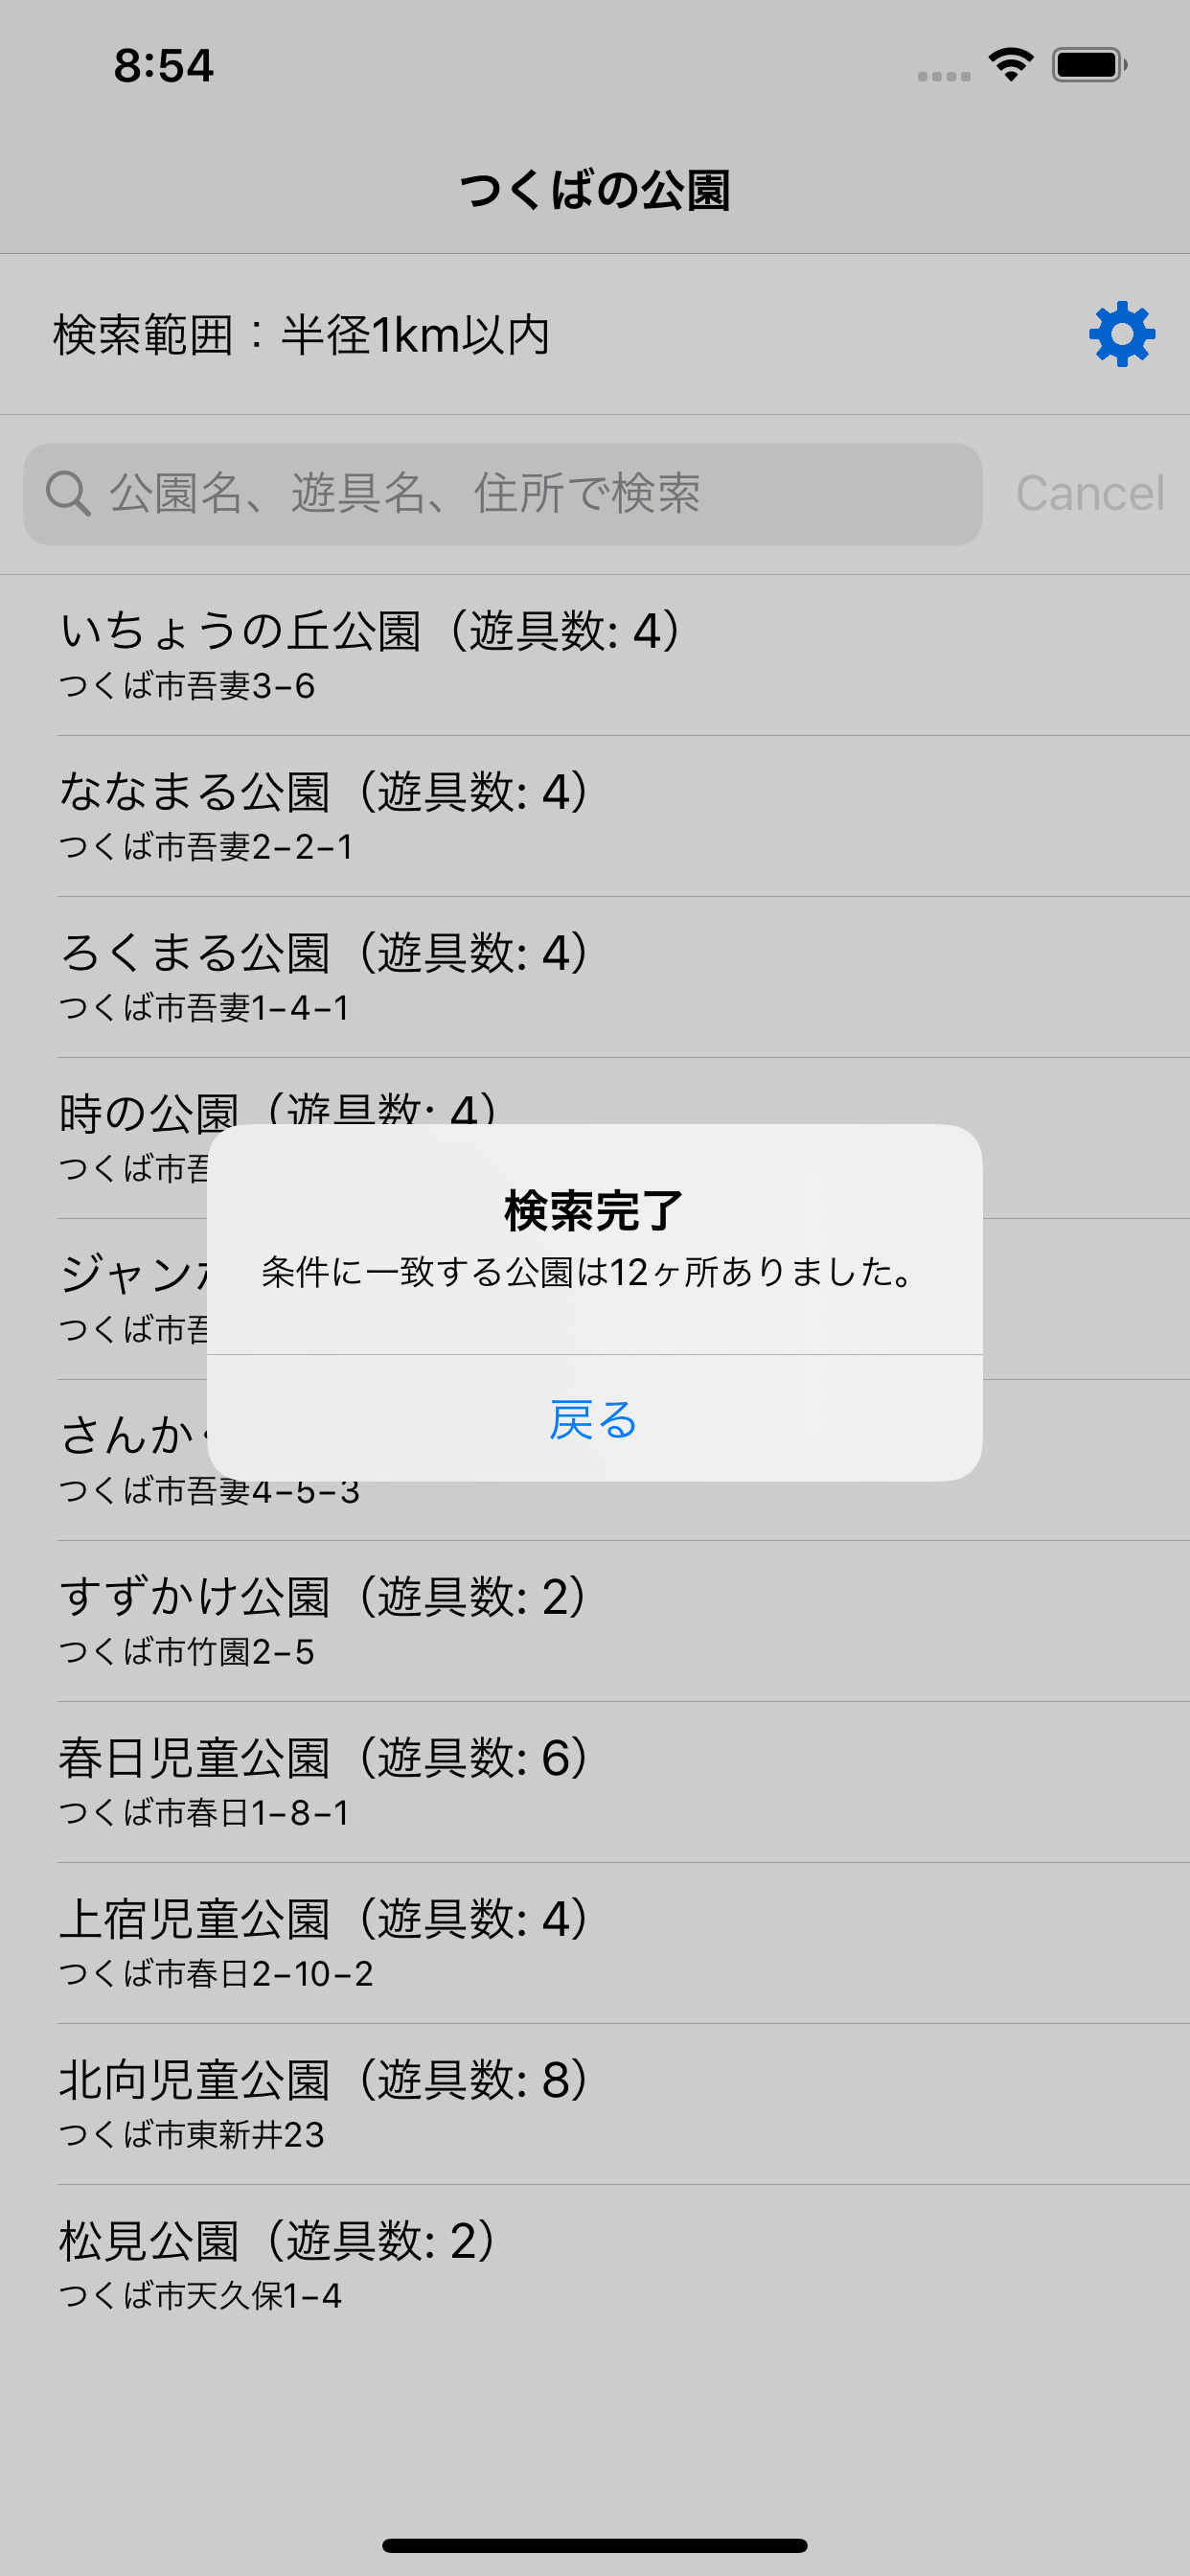 8:54
つくばの公園
検索範囲：半径1km以内
公園名、遊具名、住所で検索 Cancel
いちょうの丘公園（遊具数: 4）
つくば市吾妻3−6
ななまる公園（遊具数: 4）
つくば市吾妻2−2−1
ろくまる公園（遊具数: 4）
つくば市吾妻1−4−1
時の公園（遊具数: 4）
つくば市吾
ジャン
つくば市吾
さんか
つくば市吾妻4−5−3
検索完了
条件に一致する公園は12ヶ所ありました。
戻る
すずかけ公園（遊具数: 2）
つくば市竹園2−5
春日児童公園（遊具数: 6）
つくば市春日1−8−1
上宿児童公園（遊具数: 4）
つくば市春日2−10−2
北向児童公園（遊具数: 8）
つくば市東新井23
松見公園（遊具数: 2）
つくば市天久保1−4